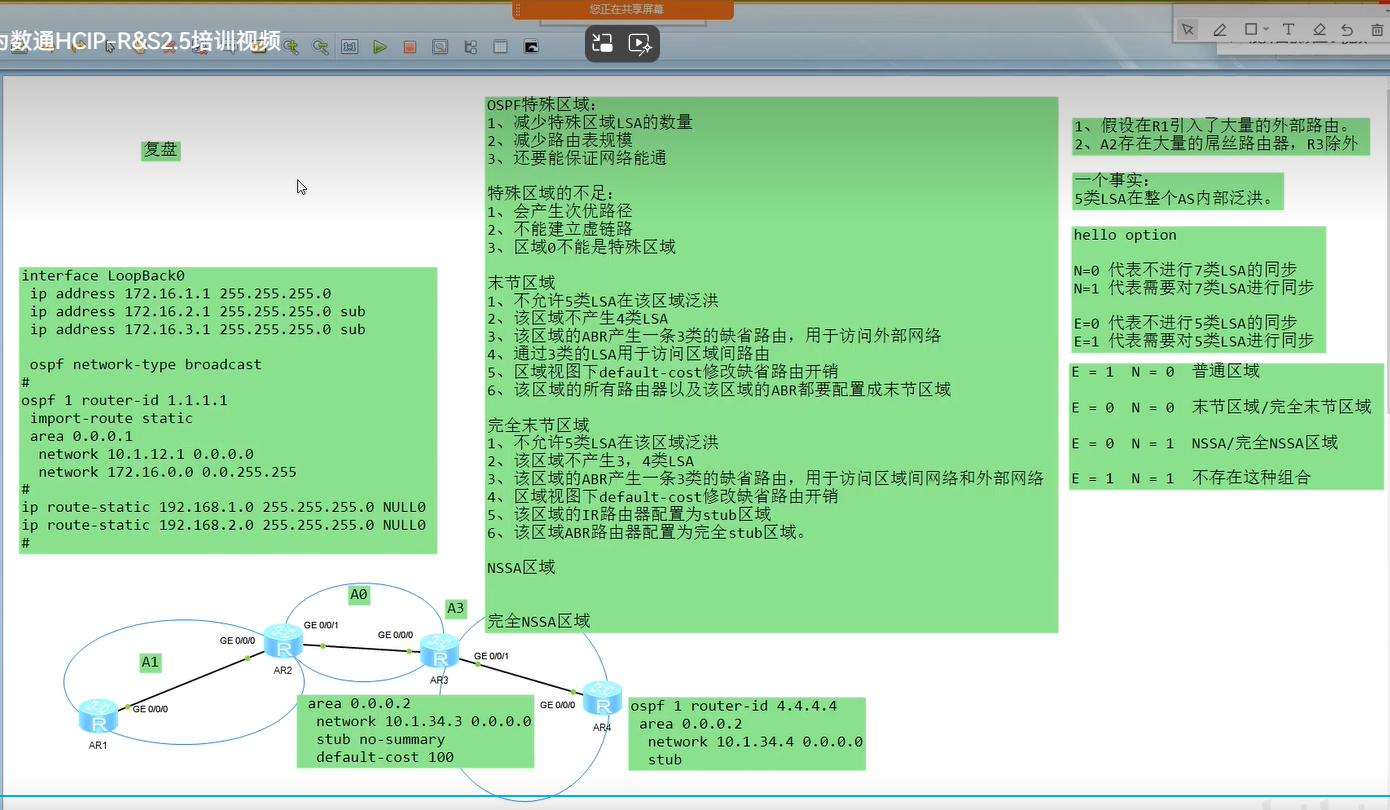 您正在共享屏幕
为数通HCIP-R&S2.5培训视频
复盘
interface LoopBack0
ip address 172.16.1.1 255.255.255.0
ip address 172.16.2.1 255.255.255.0 sub
ip address 172.16.3.1 255.255.255.0 sub
ospf network-type broadcast
#
ospf 1 router-id 1.1.1.1
import-route static
area 0.0.0.1
network 10.1.12.1 0.0.0.0
network 172.16.0.0 0.0.255.255
#
ip route-static 192.168.1.0 255.255.255.0 NULL0
ip route-static 192.168.2.0 255.255.255.0 NULL0
#
OSPF特殊区域:
1、减少特殊区域LSA的数量
2、减少路由表规模
3、还要能保证网络能通
特殊区域的不足:
1、会产生次优路径
2、不能建立虚链路
3、区域0不能是特殊区域
末节区域
1、不允许5类LSA在该区域泛洪
2、该区域不产生4类LSA
3、该区域的ABR产生一条3类的缺省路由，用于访问外部网络
4、通过3类的LSA用于访问区域间路由
5、区域视图下default-cost修改缺省路由开销
6、该区域的所有路由器以及该区域的ABR都要配置成末节区域
完全末节区域
1、不允许5类LSA在该区域泛洪
2、该区域不产生3，4类LSA
3、该区域的ABR产生一条3类的缺省路由，用于访问区域间网络和外部网络
4、区域视图下default-cost修改缺省路由开销
5、该区域的IR路由器配置为stub区域
6、该区域ABR路由器配置为完全stub区域。
NSSA区域
完全NSSA区域
1、假设在R1引入了大量的外部路由。
2、A2存在大量的屌丝路由器，R3除外
一个事实:
5类LSA在整个AS内部泛洪。
hello option
N=0 代表不进行7类LSA的同步
N=1 代表需要对7类LSA进行同步
E=0 代表不进行5类LSA的同步
E=1 代表需要对5类LSA进行同步
E = 1 N = 0 普通区域
E = 0 N = 0 末节区域/完全末节区域
E = 0 N = 1 NSSA/完全NSSA区域
E = 1 N = 1 不存在这种组合
A0
A3
A1
GE 0/0/0
GE 0/0/1
GE 0/0/0
GE 0/0/1
GE 0/0/0
GE 0/0/0
AR2
AR3
AR4
AR1
area 0.0.0.2
network 10.1.34.3 0.0.0.0
stub no-summary
default-cost 100
ospf 1 router-id 4.4.4.4
area 0.0.0.2
network 10.1.34.4 0.0.0.0
stub